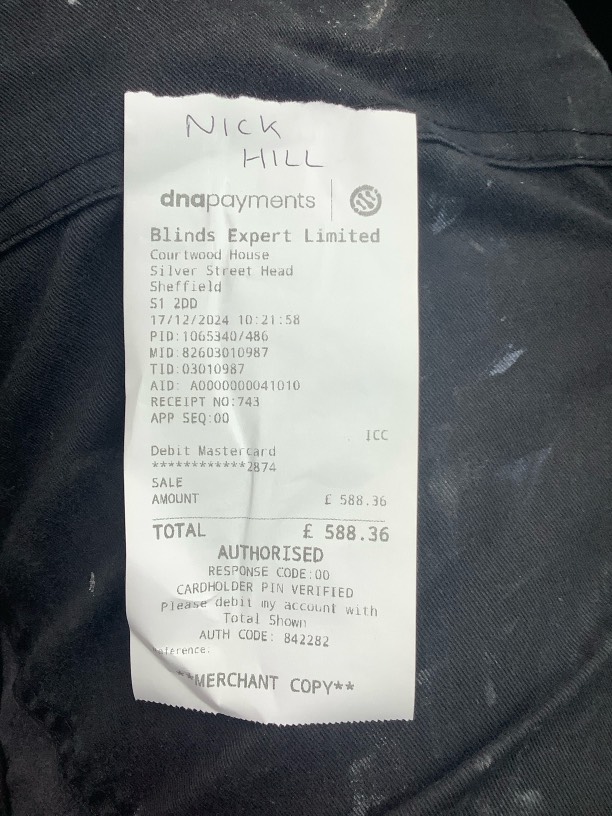 NICK
HILL
dnapayments
Blinds Expert Limited
Courtwood House
Silver Street Head
Sheffield
S1 2DD
17/12/2024 10:21:58
PID:1065340/486
MID:82603010987
TID:03010987
AID: A0000000041010
RECEIPT NO:743
APP SEQ:00
ICC
Debit Mastercard
************2874
SALE
AMOUNT £ 588.36
TOTAL £ 588.36
AUTHORISED
RESPONSE CODE:00
CARDHOLDER PIN VERIFIED
Please debit my account with
Total Shown
AUTH CODE: 842282
Reference:
**MERCHANT COPY**